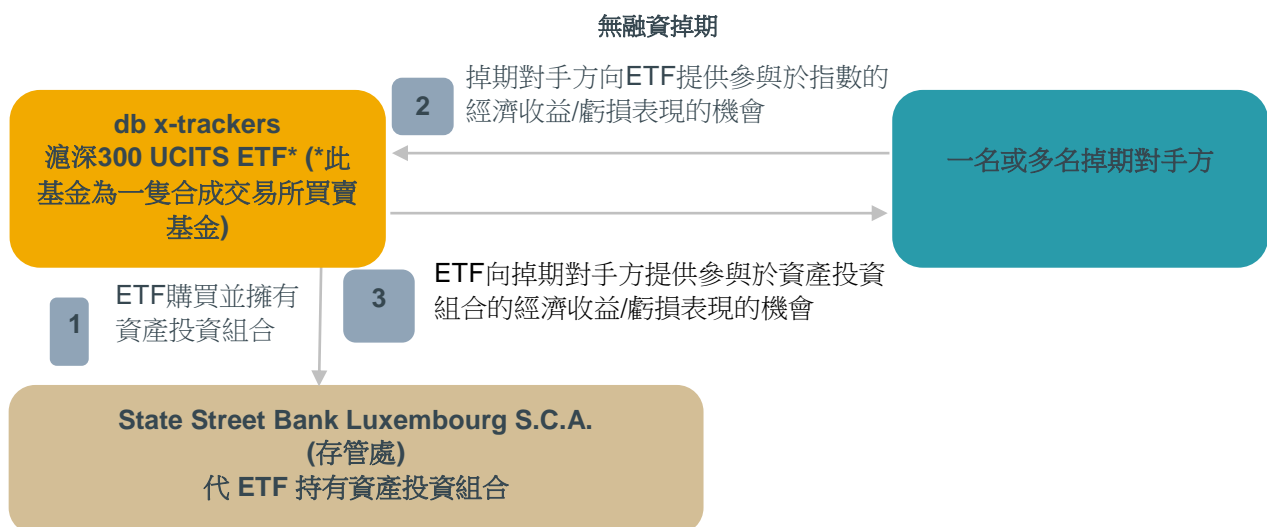 無融資掉期
2
掉期對手方向ETF提供參與於指數的
經濟收益/虧損表現的機會
db x-trackers
滬深300 UCITS ETF* (*此
基金為一隻合成交易所買賣
基金)
一名或多名掉期對手方
3
ETF向掉期對手方提供參與於資產投資
組合的經濟收益/虧損表現的機會
1
ETF購買並擁有
資產投資組合
State Street Bank Luxembourg S.C.A.
(存管處)
代 ETF 持有資產投資組合